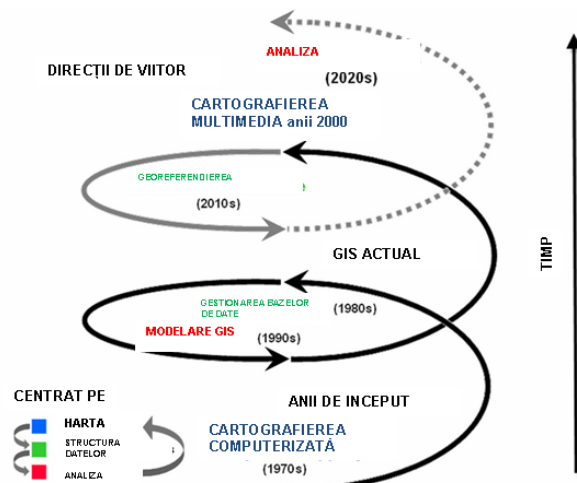 ANALIZA
DIRECȚII DE VIITOR
(2020s)
CARTOGRAFIEREA
MULTIMEDIA anii 2000
GEOREFERENDIEREA
(2010s)
GIS ACTUAL
TIMP
GESTIONAREA BAZELOR
DE DATE
(1980s)
MODELARE GIS
(1990s)
CENTRAT PE
HARTA
STRUCTURA
DATELOR
ANALIZA
ANII DE INCEPUT
CARTOGRAFIEREA
COMPUTERIZATĂ
(1970s)